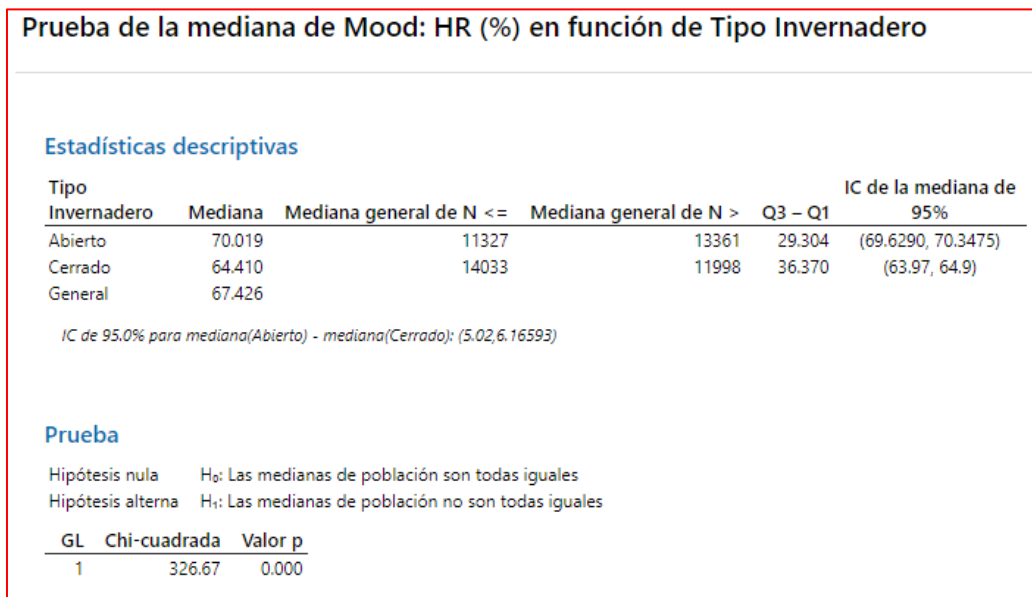 Prueba de la mediana de Mood: HR (%) en función de Tipo Invernadero
Estadísticas descriptivas
Tipo IC de la mediana de
Invernadero Mediana Mediana general de N <= Mediana general de N > Q3 – Q1 95%
Abierto 70.019 11327 13361 29.304 (69.6290, 70.3475)
Cerrado 64.410 14033 11998 36.370 (63.97, 64.9)
General 67.426
IC de 95.0% para mediana(Abierto) - mediana(Cerrado): (5.02,6.16593)
Prueba
Hipótesis nula H₀: Las medianas de población son todas iguales
Hipótesis alterna H₁: Las medianas de población no son todas iguales
GL Chi-cuadrada Valor p
1 326.67 0.000